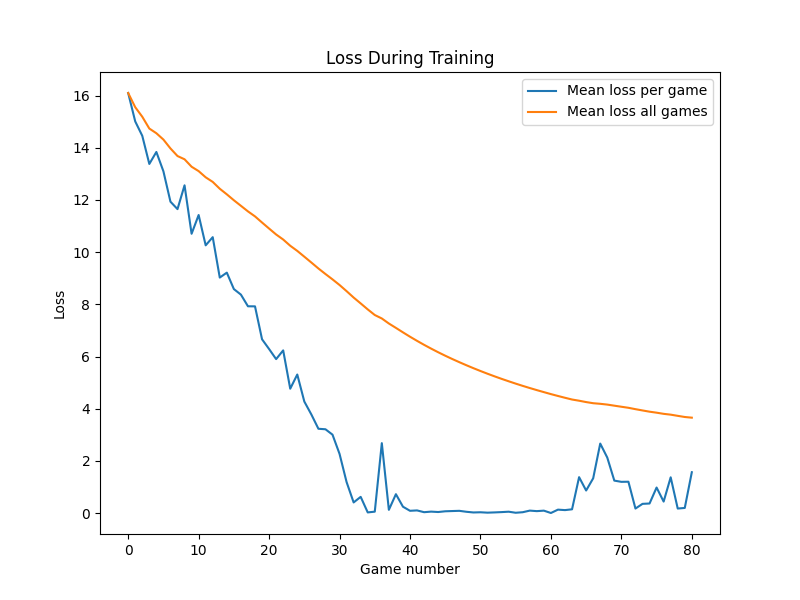 Loss During Training
Mean loss per game
Mean loss all games
Loss
16
14
12
10
8
6
4
2
0
0 10 20 30 40 50 60 70 80
Game number